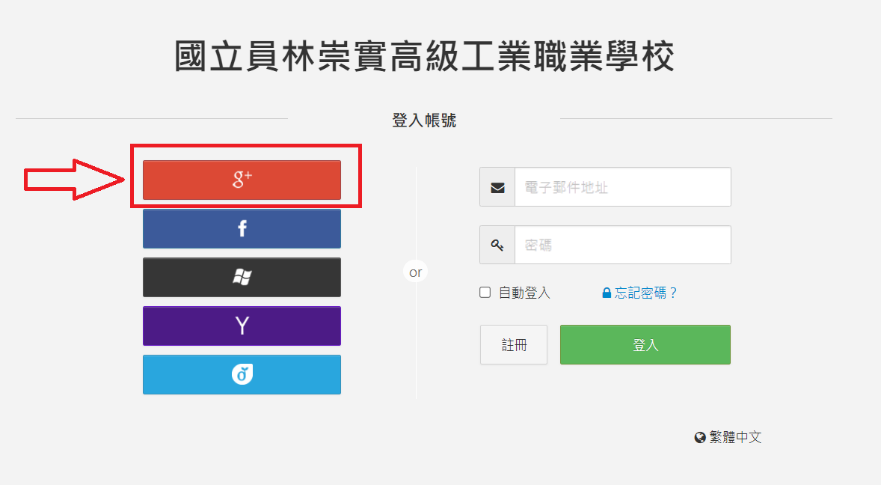 國立員林崇實高級工業職業學校
登入帳號
g+
f
Y
or
電子郵件地址
密碼
自動登入
忘記密碼？
註冊
登入
繁體中文